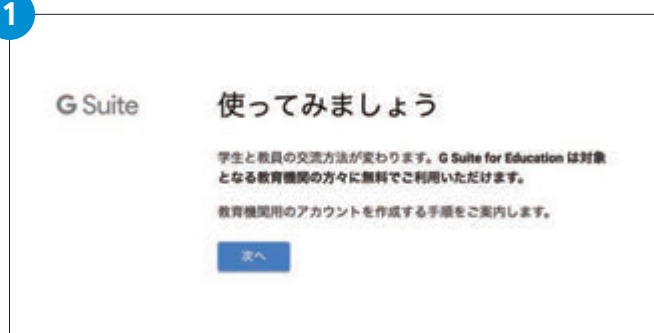 1
G Suite
使ってみましょう
学生と教員の交流方法が変わります。G Suite for Education は対象
となる教育機関の方々に無料でご利用いただけます。
教育機関用のアカウントを作成する手順をご案内します。
次へ